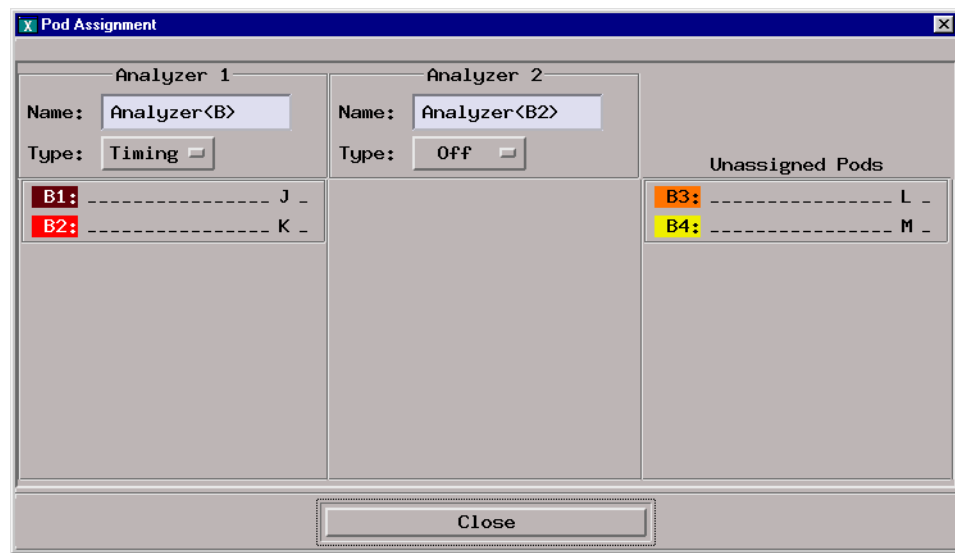 X Pod Assignment
Analyzer 1 Analyzer 2
Name: Analyzer<B> Name: Analyzer<B2>
Type: Timing Type: Off Unassigned Pods
B1: ________________ J _ B3: ________________ L _
B2: ________________ K _ B4: ________________ M _
Close